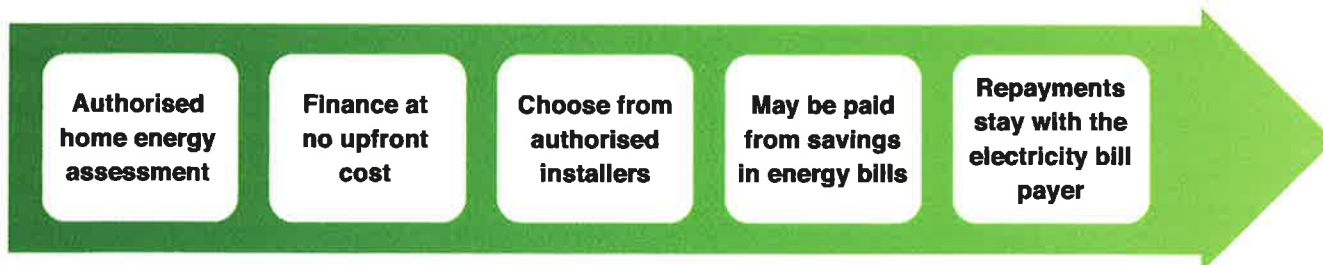 Authorised
home energy
assessment
Finance at
no upfront
cost
Choose from
authorised
installers
May be paid
from savings
in energy bills
Repayments
stay with the
electricity bill
payer